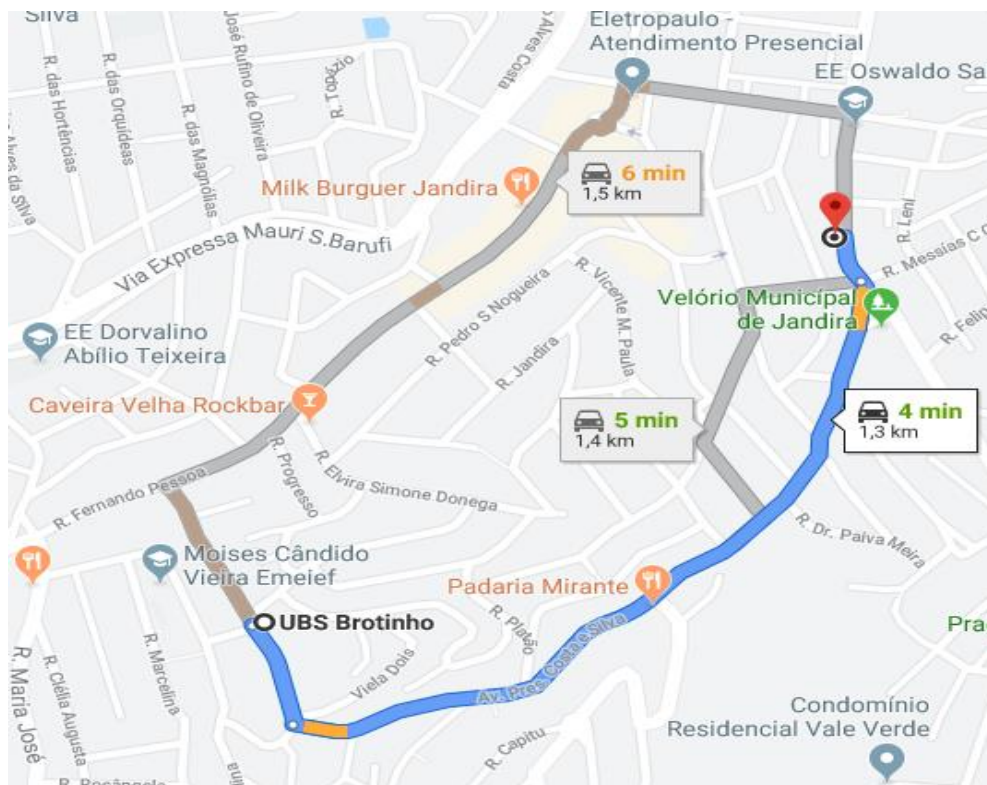 Silva
Eletropaulo -
Atendimento Presencial
EE Oswaldo Sa
José Rufino de Oliveira
R. das Orquídeas
R. das Hortências
R. das Magnólias
Alves da Silva
Alves Costa
R. Topázio
6 min
1,5 km
Milk Burguer Jandira
Via Expressa Mauri S.Barufi
R. Leni
R. Messias C
R. Vicente M. Paula
R. Pedro S Nogueira
Velório Municipal
de Jandira
R. Felip
EE Dorvalino
Abílio Teixeira
R. Jandira
Caveira Velha Rockbar
5 min
1,4 km
4 min
1,3 km
R. Progresso
R. Elvira Simone Donega
R. Fernando Pessoa
R. Dr. Paiva Meira
Moises Cândido
Vieira Emeief
Padaria Mirante
UBS Brotinho
R. Platão
Av. Pres. Costa e Silva
Pra
R. Maria José
R. Clélia Augusta
R. Marcelina
Viela Dois
R. Capitu
Condomínio
Residencial Vale Verde